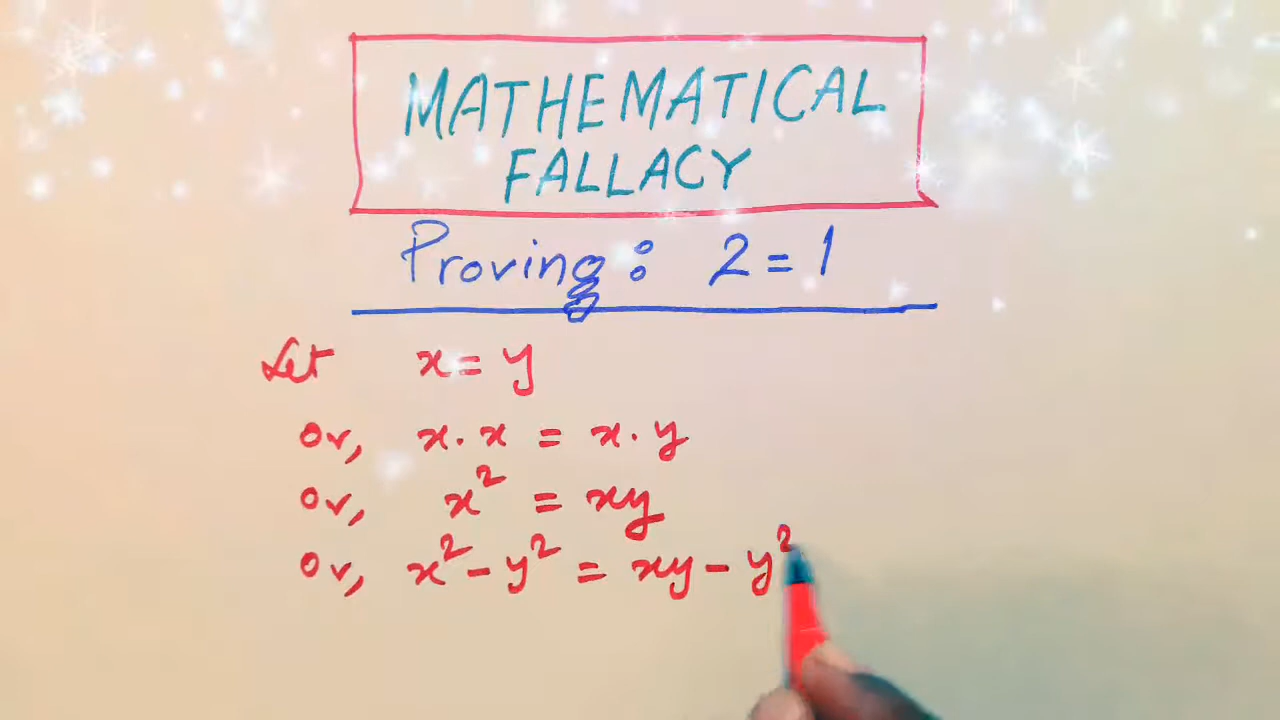 MATHEMATICAL
FALLACY
Proving: 2 = 1
Let x = y
Or, x . x = x . y
Or, x² = xy
Or, x² - y² = xy - y²